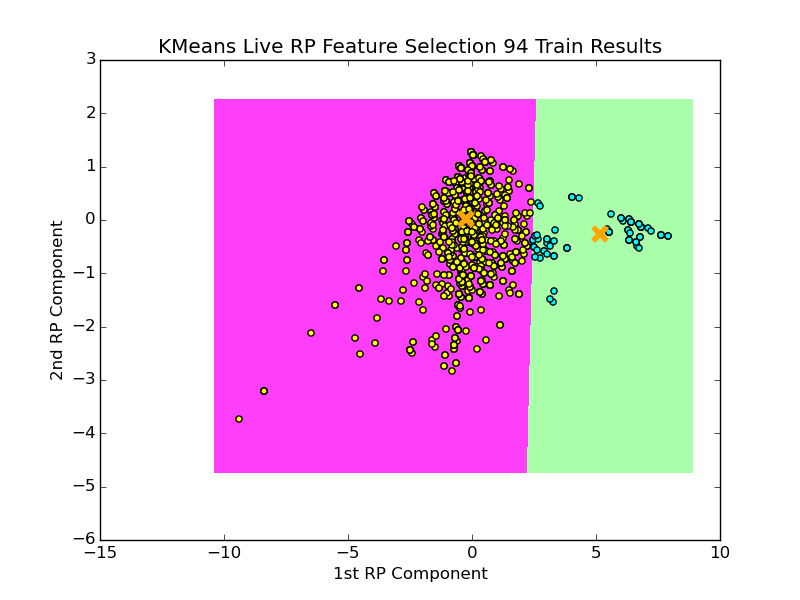 KMeans Live RP Feature Selection 94 Train Results
3
2
1
0
−1
−2
−3
−4
−5
−6
2nd RP Component
−15 −10 −5 0 5 10
1st RP Component